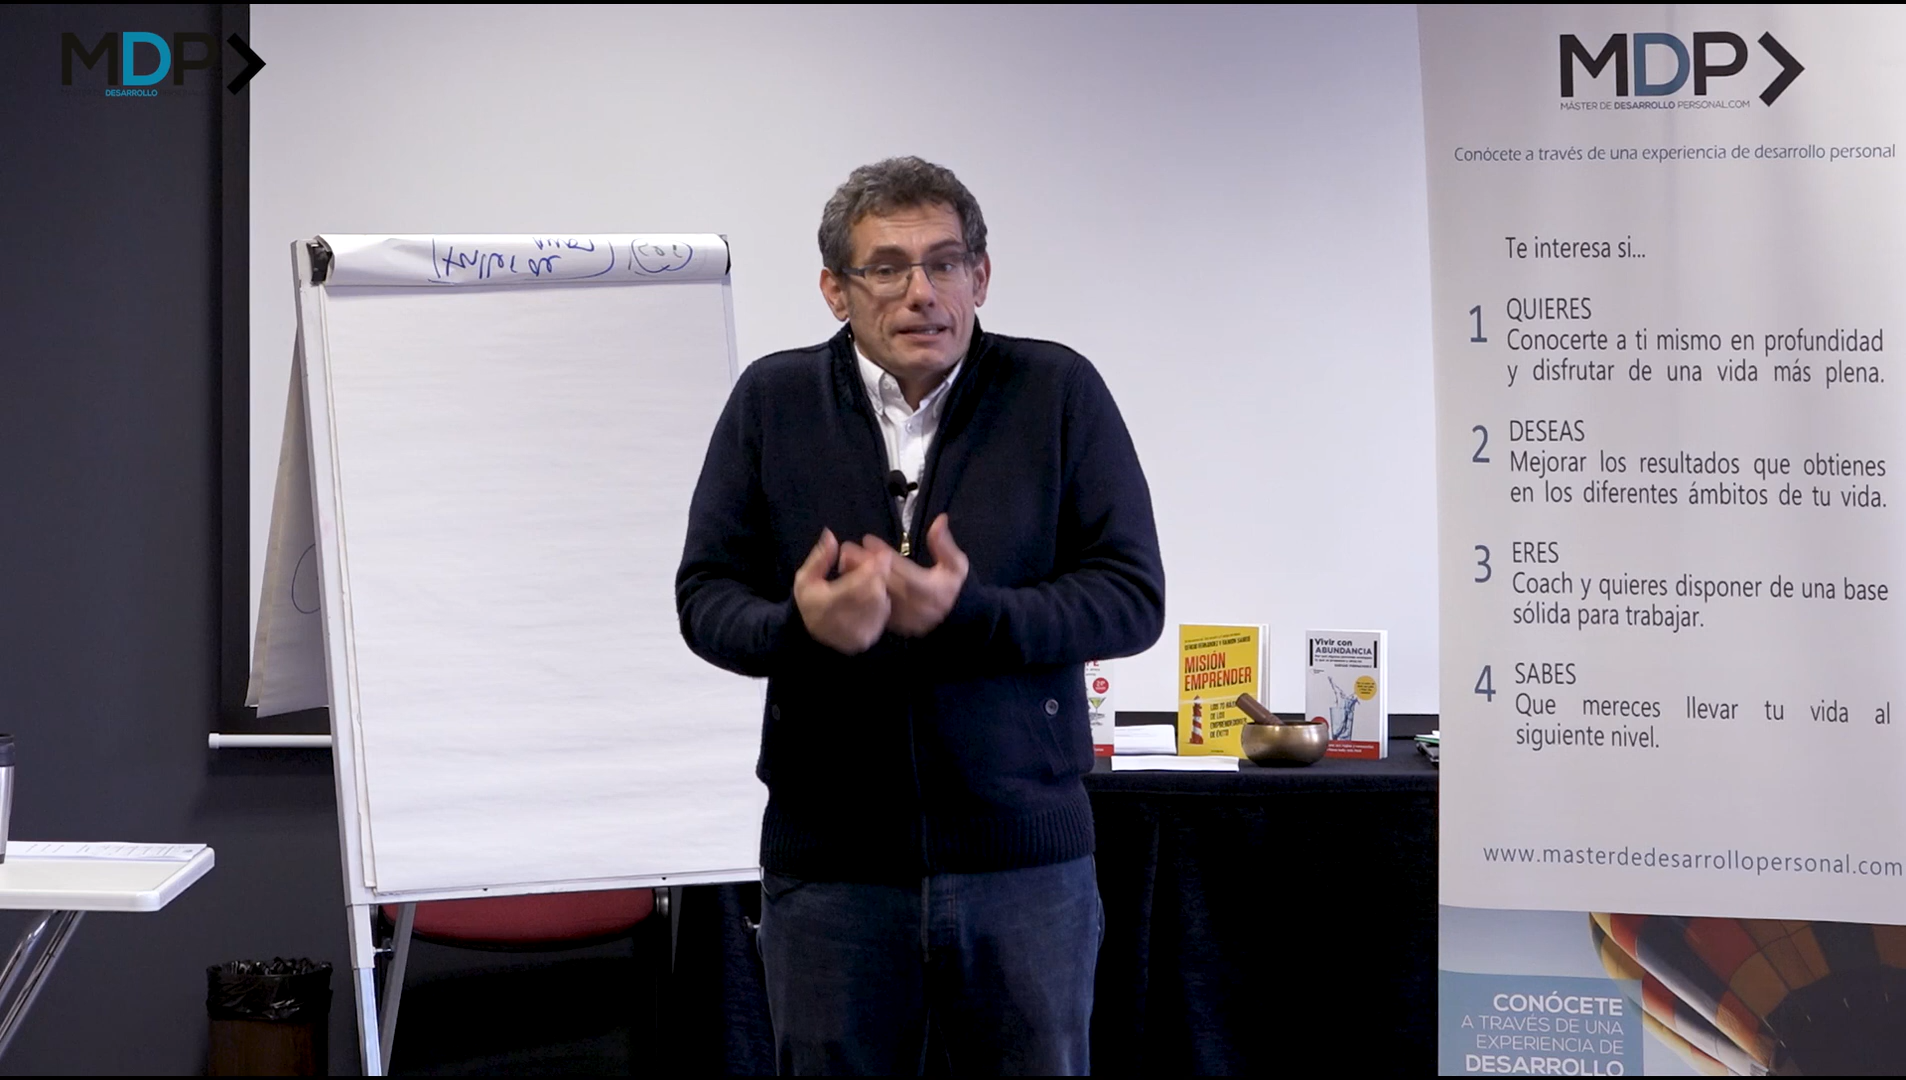 MDP
DESARROLLO
MDP
MÁSTER DE DESARROLLO PERSONAL.COM
Conócete a través de una experiencia de desarrollo personal
Te interesa si...
1 QUIERES
Conocerte a ti mismo en profundidad
y disfrutar de una vida más plena.
2 DESEAS
Mejorar los resultados que obtienes
en los diferentes ámbitos de tu vida.
3 ERES
Coach y quieres disponer de una base
sólida para trabajar.
4 SABES
Que mereces llevar tu vida al
siguiente nivel.
www.masterdedesarrollopersonal.com
CONÓCETE
A TRAVÉS DE UNA
EXPERIENCIA DE
DESARROLLO
MISIÓN
EMPRENDER
DE LOS
DE ÉXITO
Vivir con
ABUNDANCIA